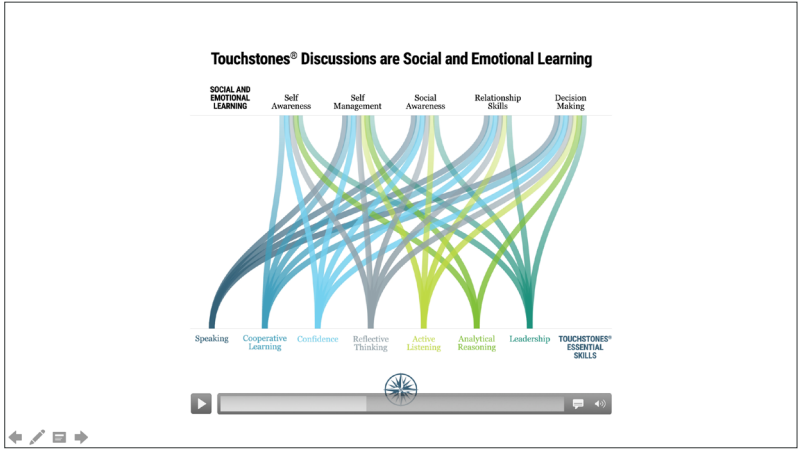 Touchstones® Discussions are Social and Emotional Learning
SOCIAL AND
EMOTIONAL
LEARNING
Self
Awareness
Self
Management
Social
Awareness
Relationship
Skills
Decision
Making
Speaking
Cooperative
Learning
Confidence
Reflective
Thinking
Active
Listening
Analytical
Reasoning
Leadership
TOUCHSTONES®
ESSENTIAL
SKILLS